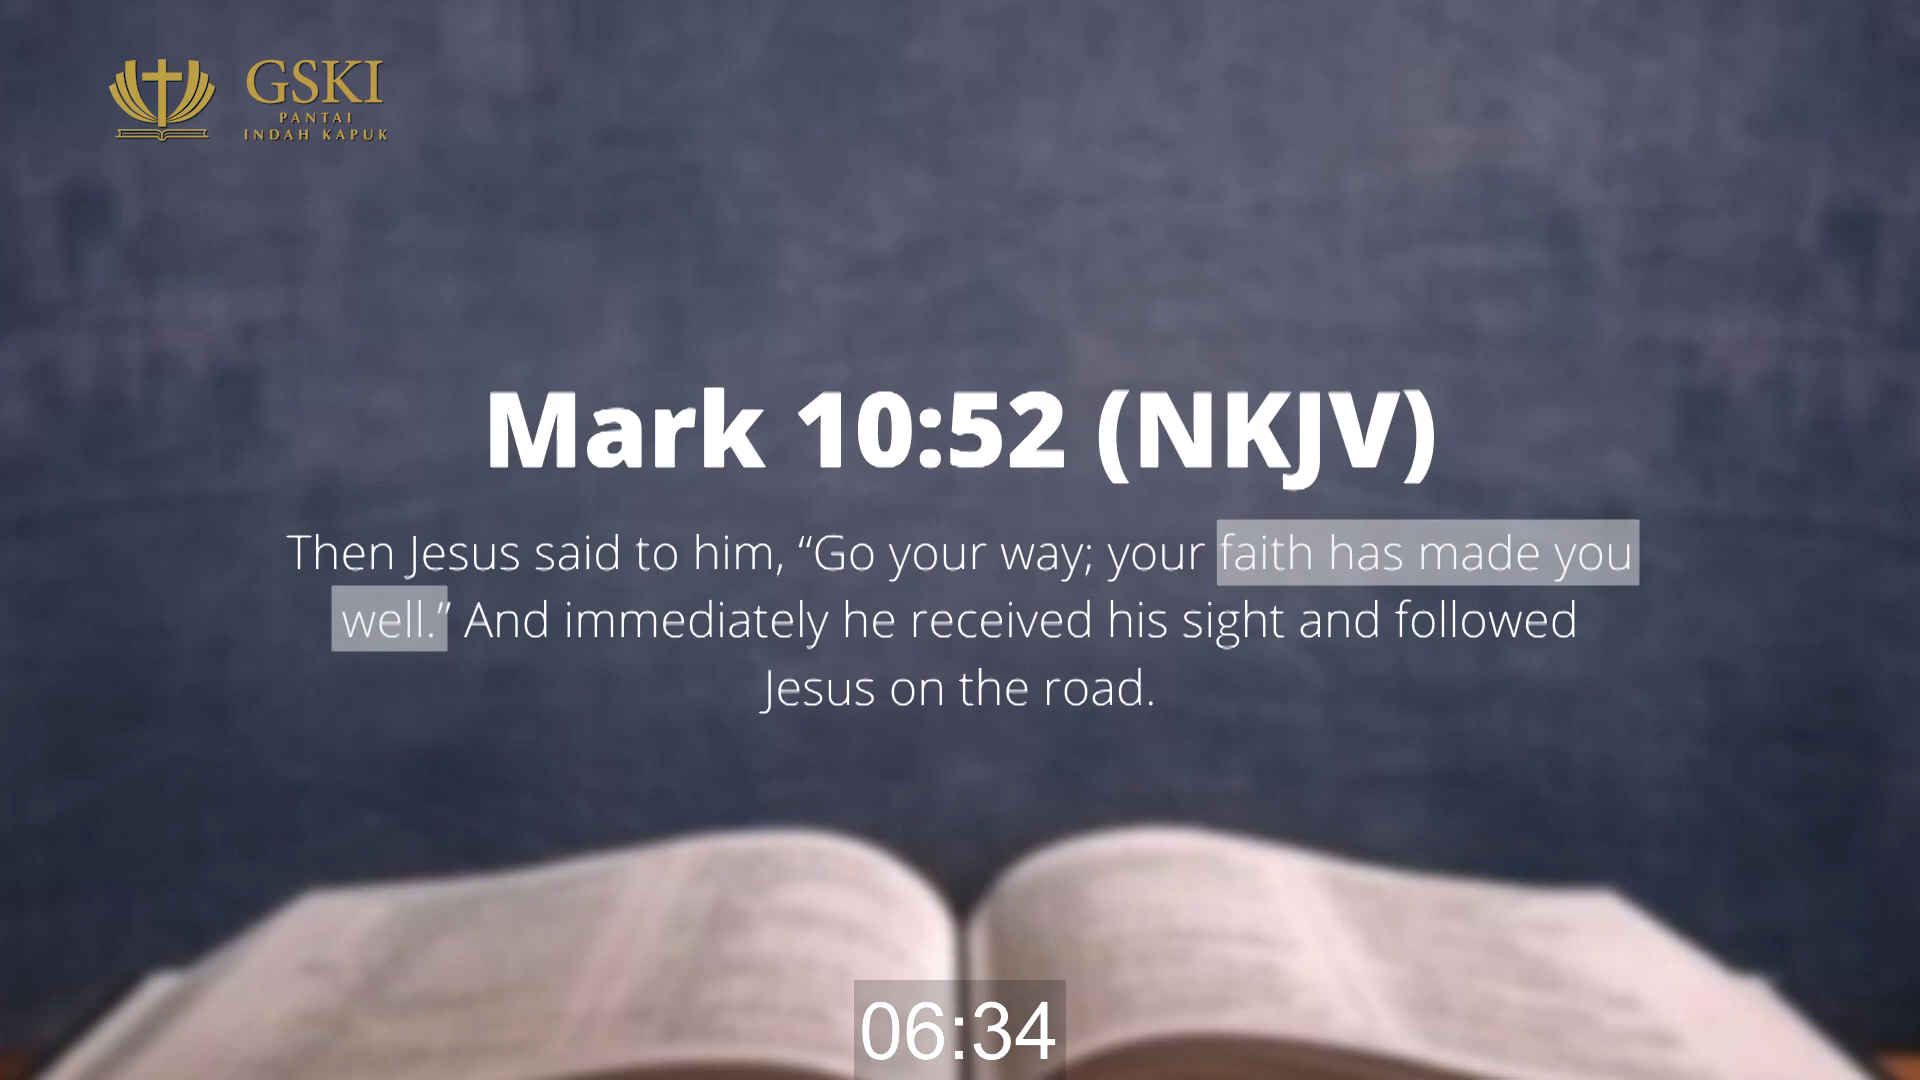 GSKI
PANTAI
INDAH KAPUK
Mark 10:52 (NKJV)
Then Jesus said to him, “Go your way; your faith has made you
well.” And immediately he received his sight and followed
Jesus on the road.
06:34